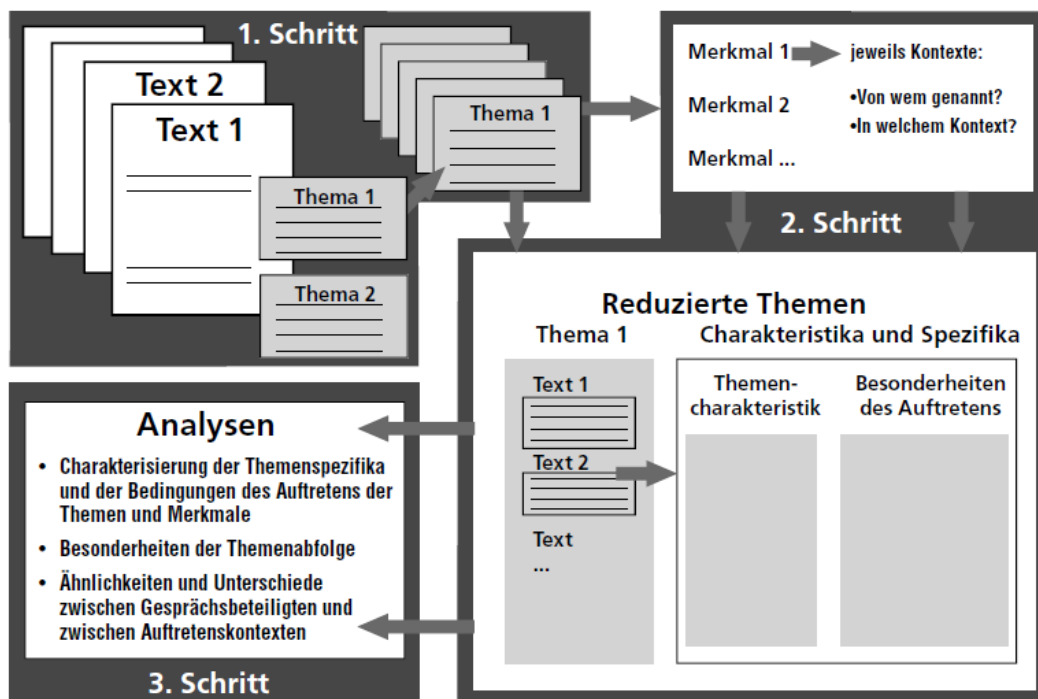 1. Schritt
Text 2
Text 1
Thema 1
Thema 2
Thema 1
Merkmal 1
jeweils Kontexte:
Merkmal 2
•Von wem genannt?
•In welchem Kontext?
Merkmal ...
2. Schritt
Reduzierte Themen
Thema 1
Charakteristika und Spezifika
Text 1
Text 2
Text
...
Themen-
charakteristik
Besonderheiten
des Auftretens
Analysen
• Charakterisierung der Themenspezifika
und der Bedingungen des Auftretens der
Themen und Merkmale
• Besonderheiten der Themenabfolge
• Ähnlichkeiten und Unterschiede
zwischen Gesprächsbeteiligten und
zwischen Auftretenskontexten
3. Schritt